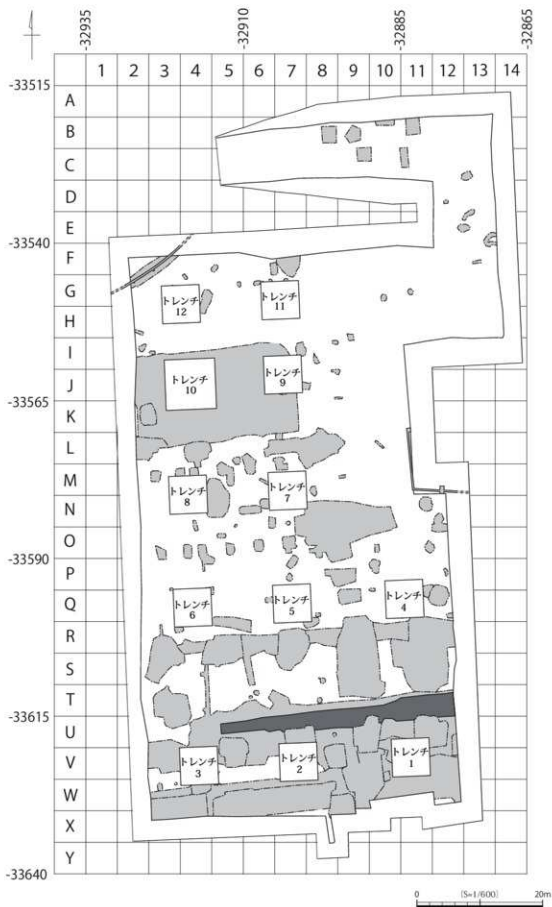 -32935
-32910
-32885
-32865
1 2 3 4 5 6 7 8 9 10 11 12 13 14
-33515
A
B
C
D
E
-33540
F
G
H
I
J
-33565
K
L
M
N
O
-33590
P
Q
R
S
T
-33615
U
V
W
X
-33640
Y
トレンチ
12
トレンチ
11
トレンチ
10
トレンチ
9
トレンチ
8
トレンチ
7
トレンチ
6
トレンチ
5
トレンチ
4
トレンチ
3
トレンチ
2
トレンチ
1
0 [S=1/600] 20m